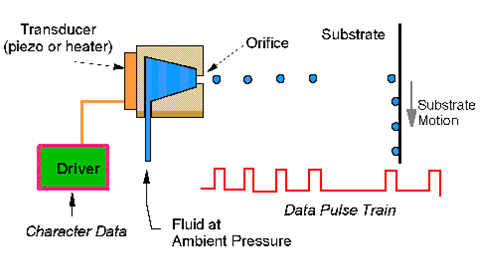 Transducer
(piezo or heater)
Orifice
Substrate
Substrate
Motion
Driver
Data Pulse Train
Character Data
Fluid at
Ambient Pressure